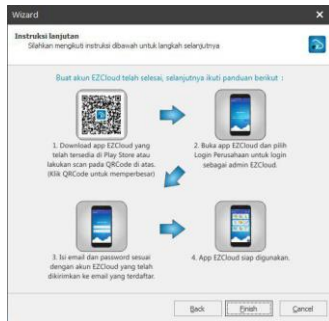 Wizard
Instruksi lanjutan
Silahkan mengikuti instruksi dibawah untuk langkah selanjutnya
Buat akun EZCloud telah selesai, selanjutnya ikuti panduan berikut :
1. Download app EZCloud yang
telah tersedia di Play Store atau
lakukan scan pada QRCode di atas.
(Klik QRCode untuk memperbesar)
2. Buka app EZCloud dan pilih
Login Perusahaan untuk login
sebagai admin EZCloud.
3. Isi email dan password sesuai
dengan akun EZCloud yang telah
dikirimkan ke email yang terdaftar.
4. App EZCloud siap digunakan.
Back
Finish
Cancel